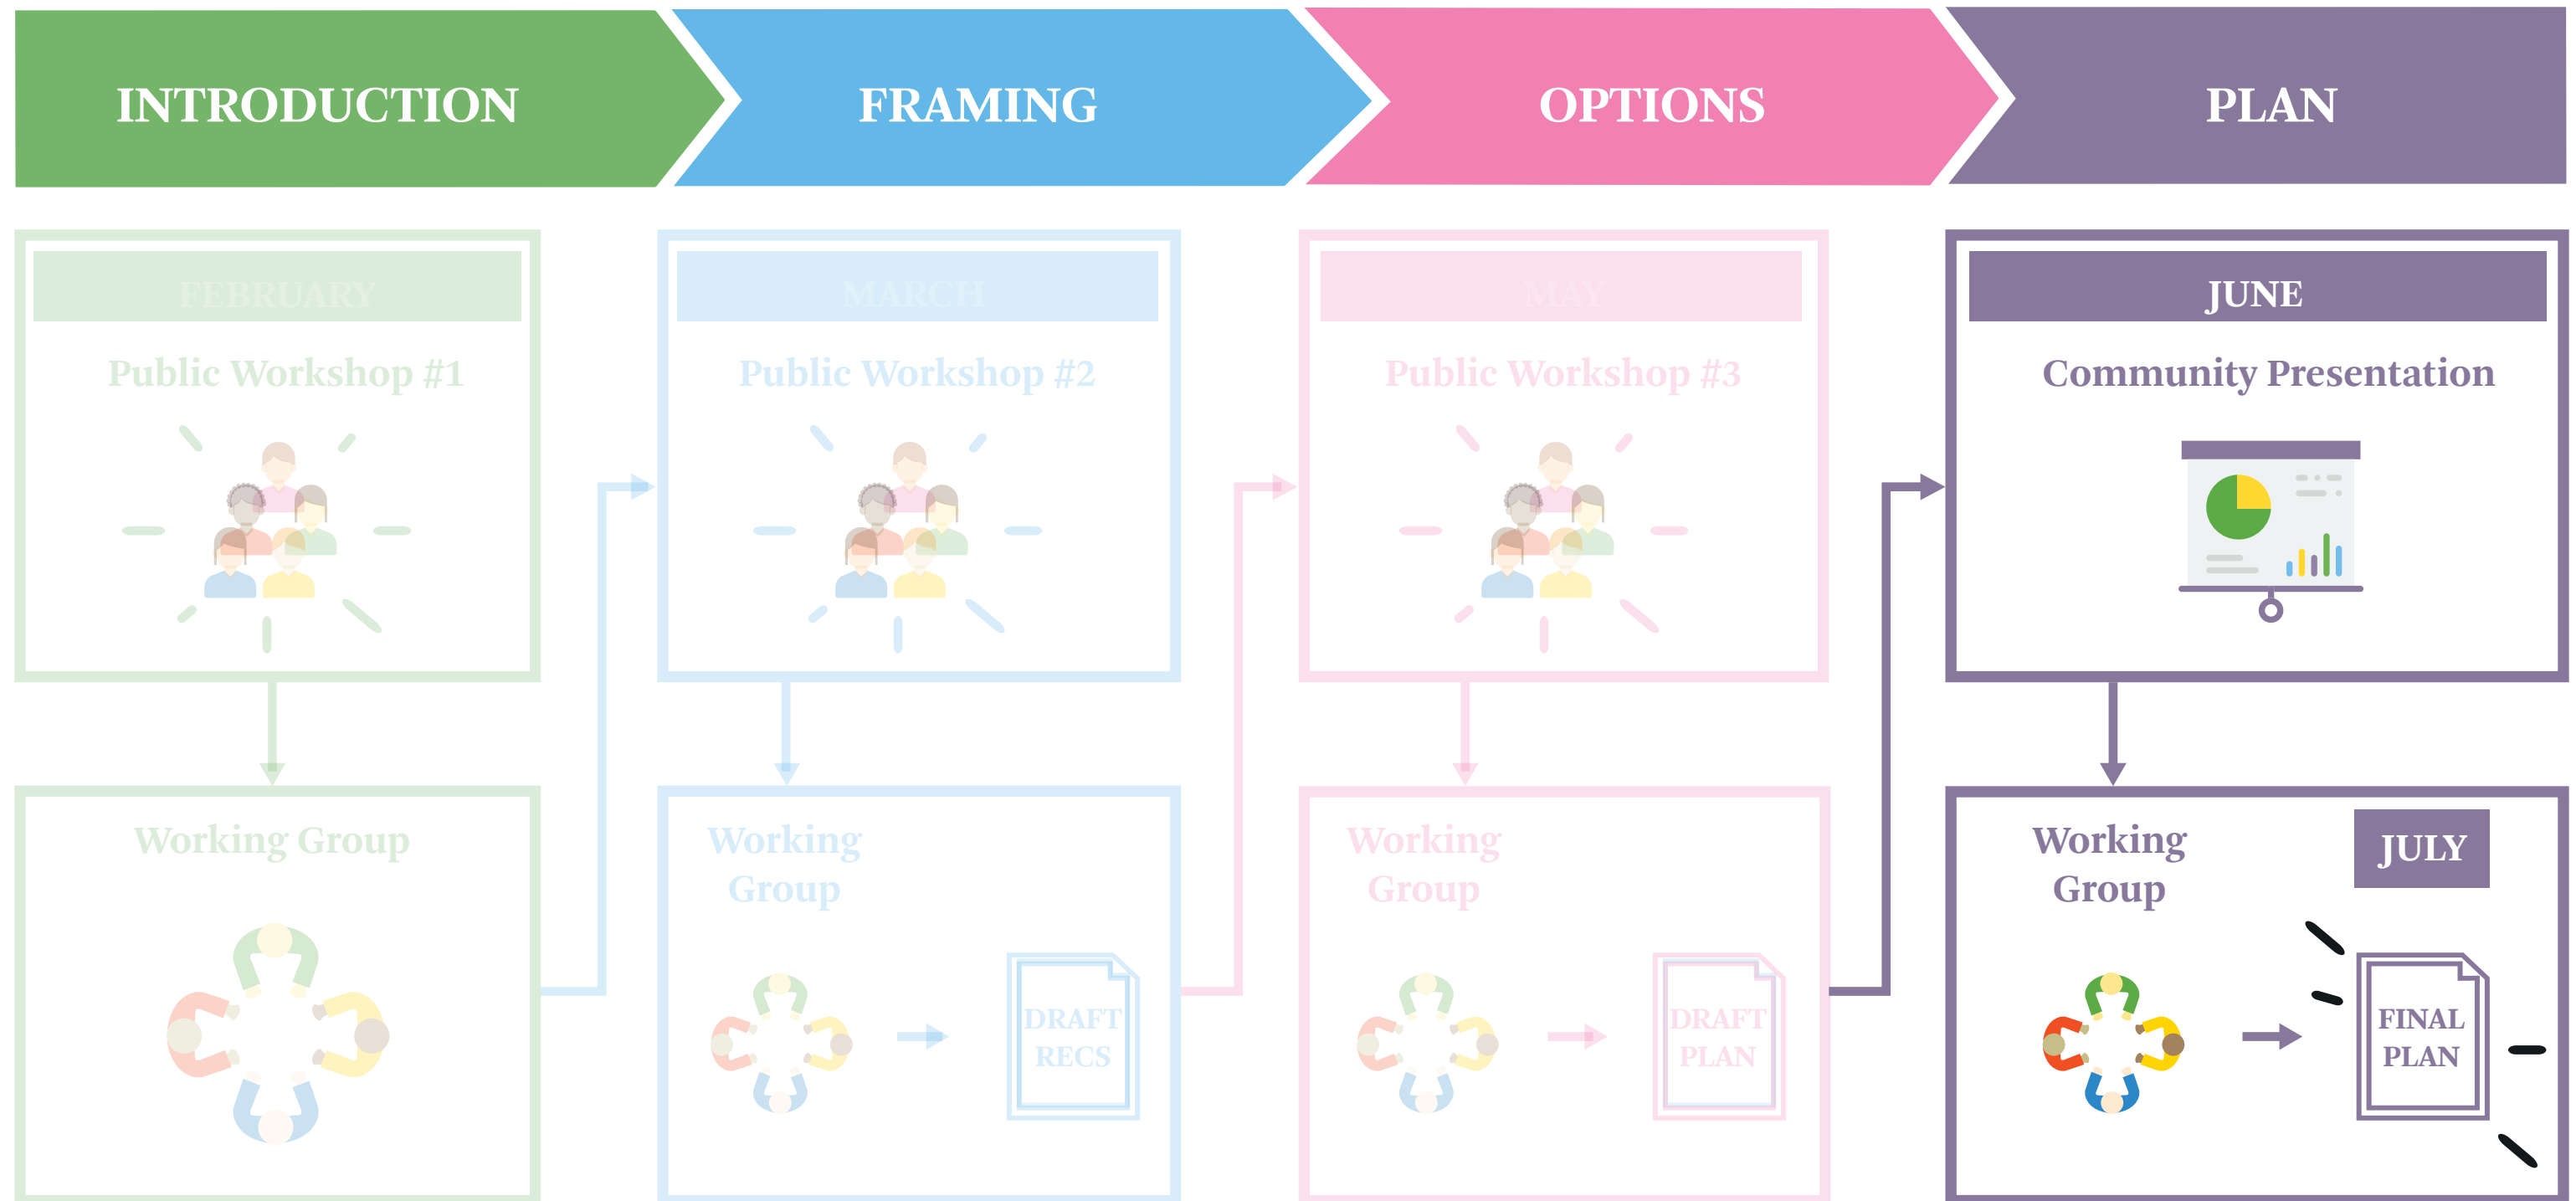 INTRODUCTION
FRAMING
OPTIONS
PLAN
FEBRUARY
Public Workshop #1
MARCH
Public Workshop #2
MAY
Public Workshop #3
JUNE
Community Presentation
Working Group
Working
Group
DRAFT
RECS
Working
Group
DRAFT
PLAN
Working
Group
JULY
FINAL
PLAN